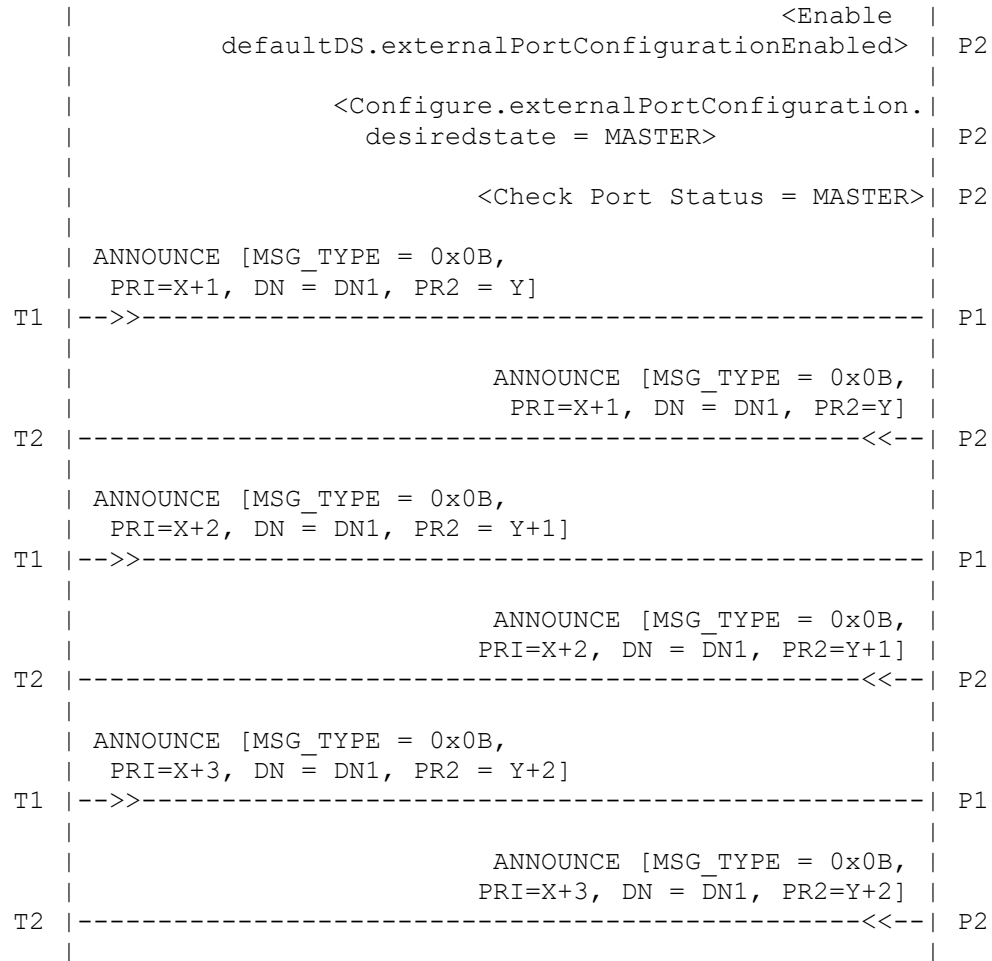 <Enable
defaultDS.externalPortConfigurationEnabled> | P2
<Configure.externalPortConfiguration.|
desiredstate = MASTER> | P2
<Check Port Status = MASTER>| P2
| ANNOUNCE [MSG_TYPE = 0x0B,
| PRI=X+1, DN = DN1, PR2 = Y] |
T1 |-->>-------------------------------------------------| P1
ANNOUNCE [MSG_TYPE = 0x0B, |
PRI=X+1, DN = DN1, PR2=Y] |
T2 |-------------------------------------------------<<--| P2
| ANNOUNCE [MSG_TYPE = 0x0B,
| PRI=X+2, DN = DN1, PR2 = Y+1] |
T1 |-->>-------------------------------------------------| P1
ANNOUNCE [MSG_TYPE = 0x0B, |
PRI=X+2, DN = DN1, PR2=Y+1] |
T2 |-------------------------------------------------<<--| P2
| ANNOUNCE [MSG_TYPE = 0x0B,
| PRI=X+3, DN = DN1, PR2 = Y+2] |
T1 |-->>-------------------------------------------------| P1
ANNOUNCE [MSG_TYPE = 0x0B, |
PRI=X+3, DN = DN1, PR2=Y+2] |
T2 |-------------------------------------------------<<--| P2